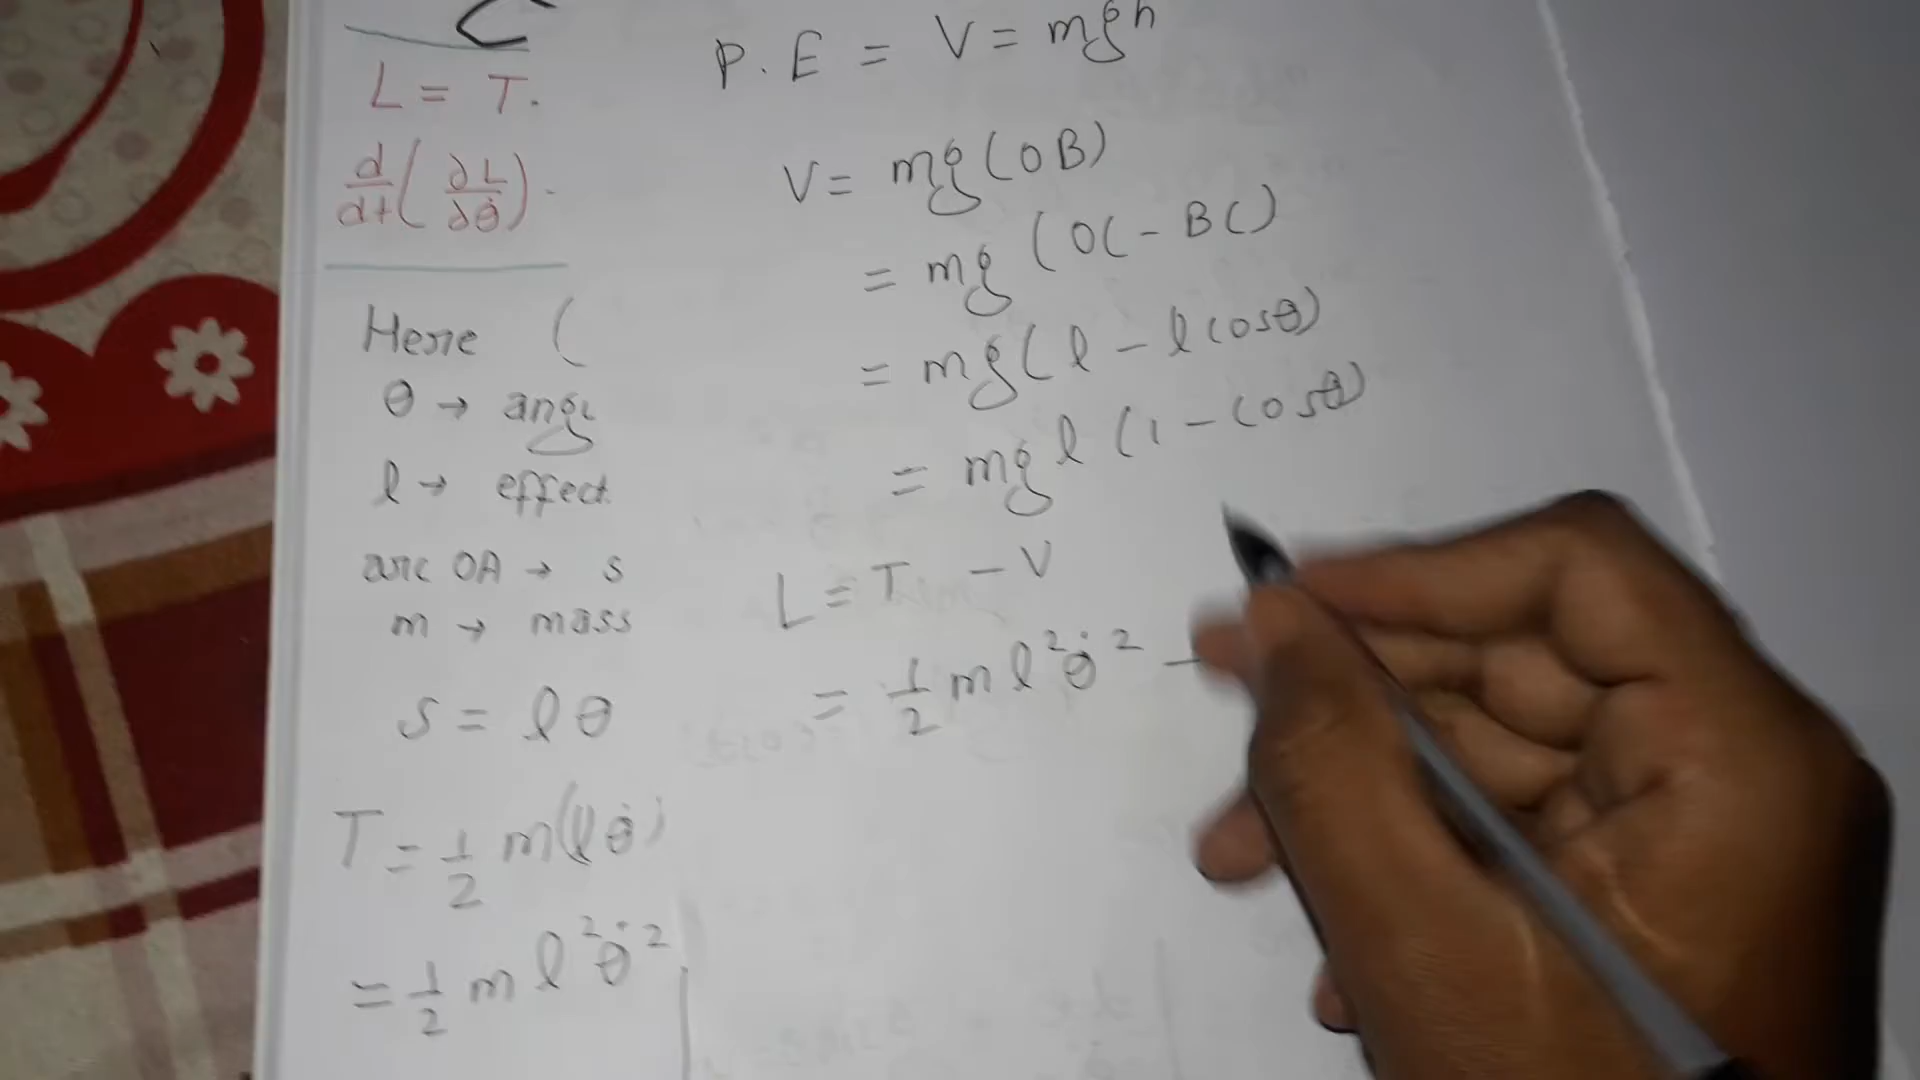 L = T.
d/dt ( ∂L/∂θ̇ ) -
Here (
θ → angl
l → effect
arc OA → s
m → mass
s = lθ
T = 1/2 m(lθ̇)
= 1/2 m l²θ̇²
P.E = V = mgh
V = mg(OB)
= mg (OC - BC)
= mg(l - l cosθ)
= mgl (1 - cosθ)
L = T - V
= 1/2 m l²θ̇² -